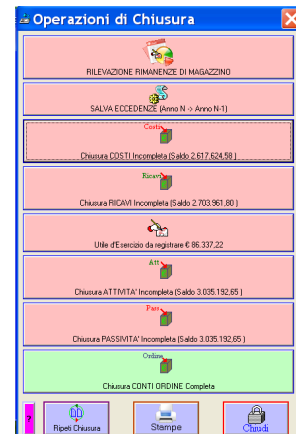 Operazioni di Chiusura
RILEVAZIONE RIMANENZE DI MAGAZZINO
SALVA ECCEDENZE (Anno N -> Anno N-1)
Costi
Chiusura COSTI Incompleta (Saldo 2.617.624,58 )
Ricavi
Chiusura RICAVI Incompleta (Saldo 2.703.961,80 )
Utile d'Esercizio da registrare € 86.337,22
Att
Chiusura ATTIVITA' Incompleta (Saldo 3.035.192,65 )
Pass
Chiusura PASSIVITA' Incompleta (Saldo 3.035.192,65 )
Ordine
Chiusura CONTI ORDINE Completa
? Ripeti Chiusura Stampe Chiudi